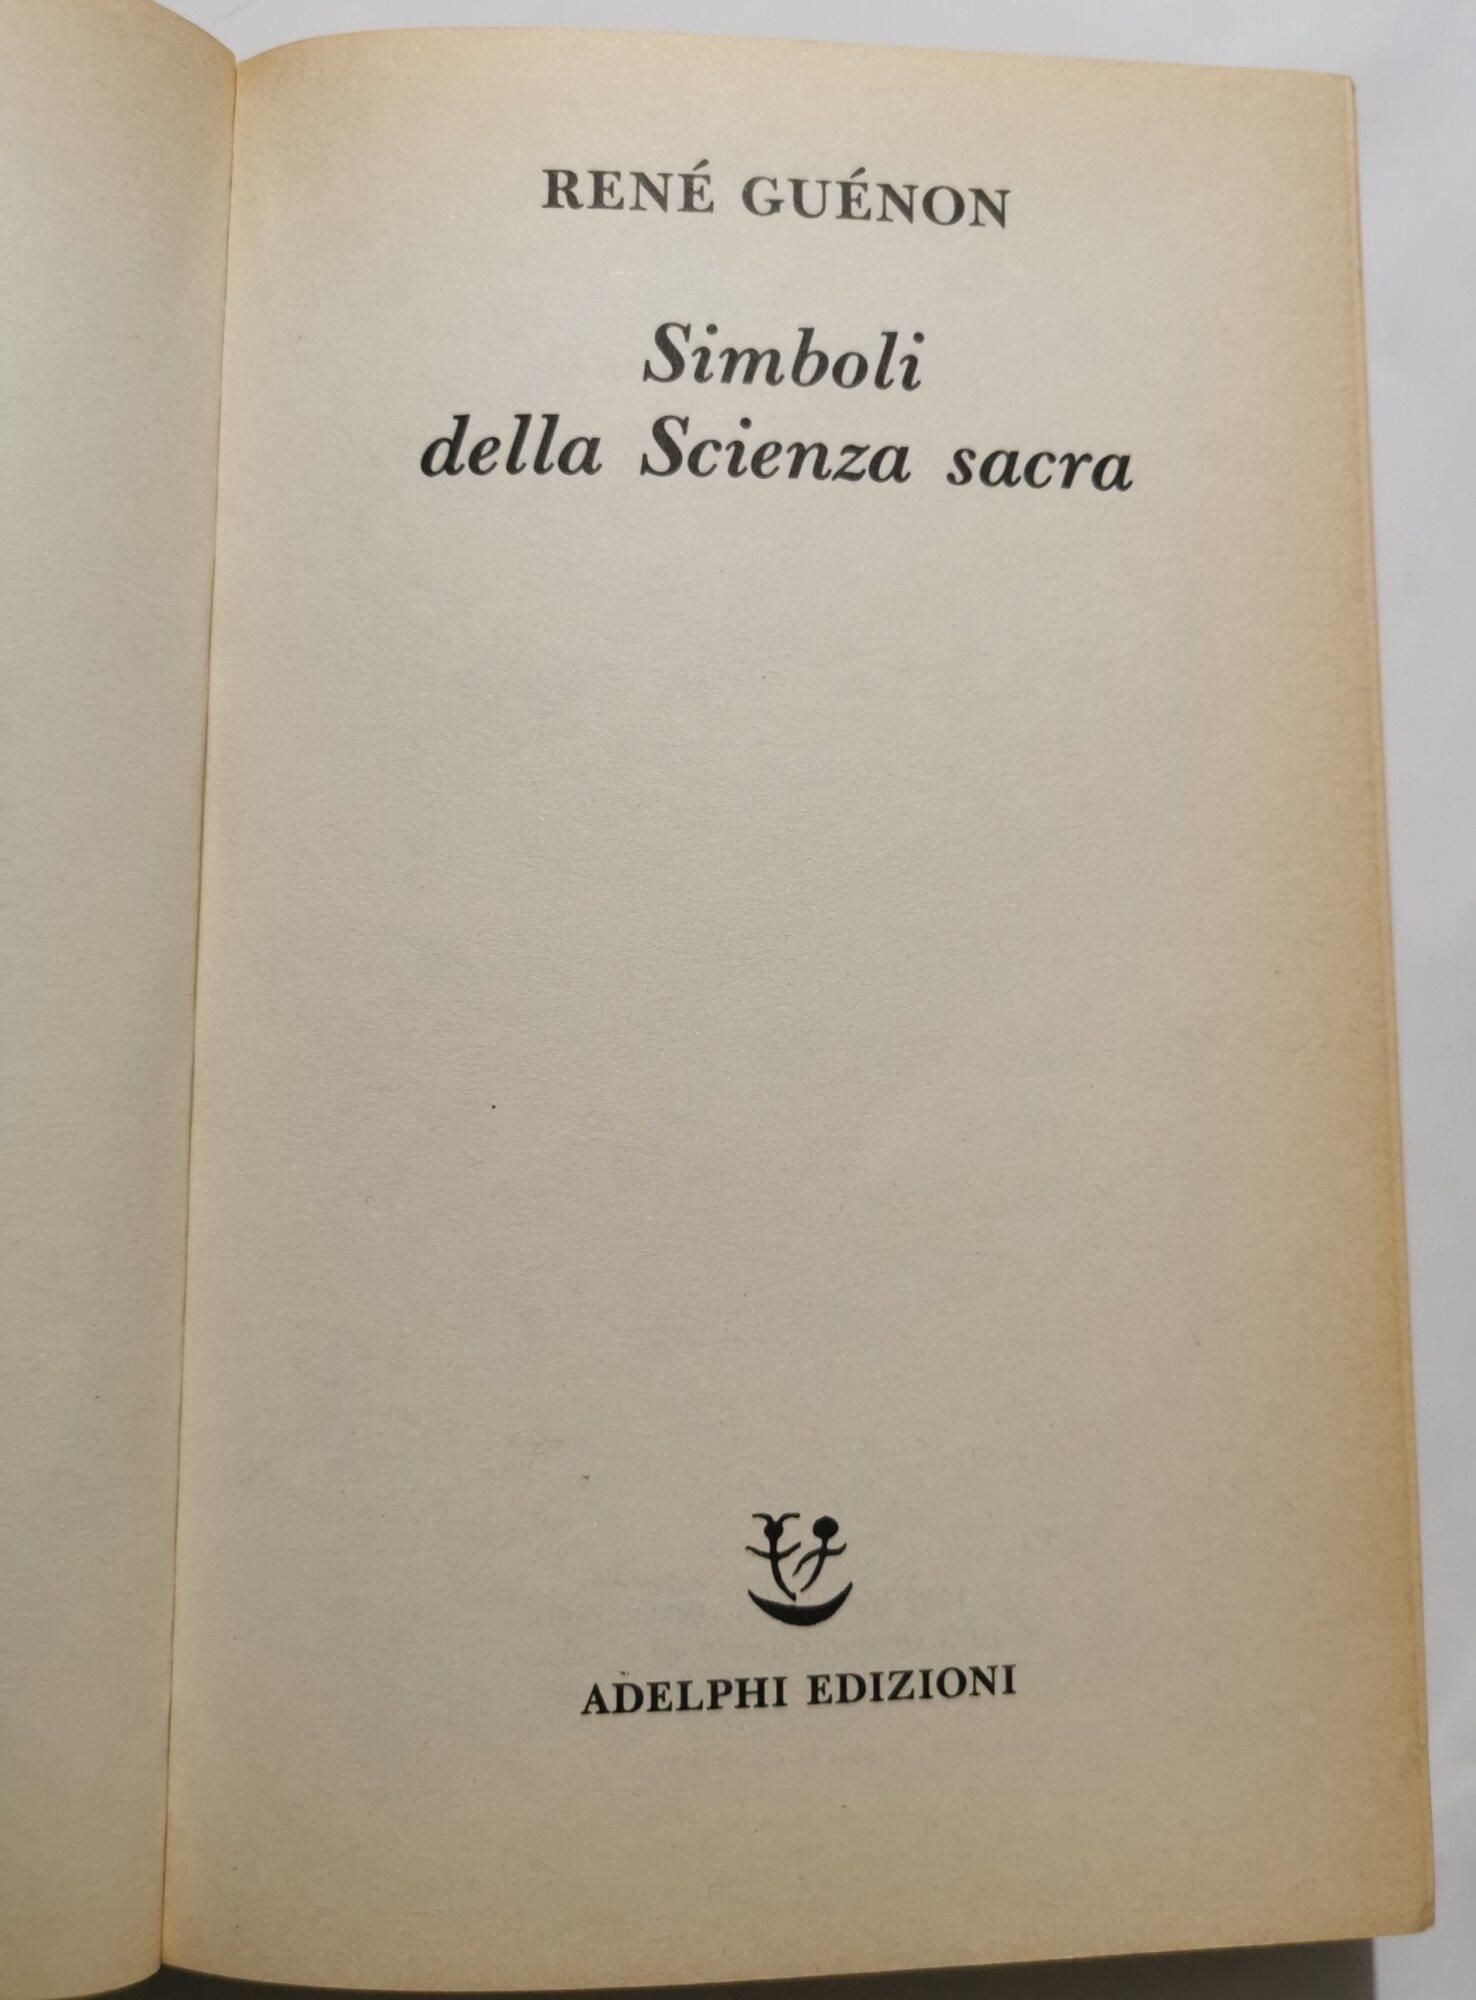 RENÉ GUÉNON
Simboli
della Scienza sacra
ADELPHI EDIZIONI